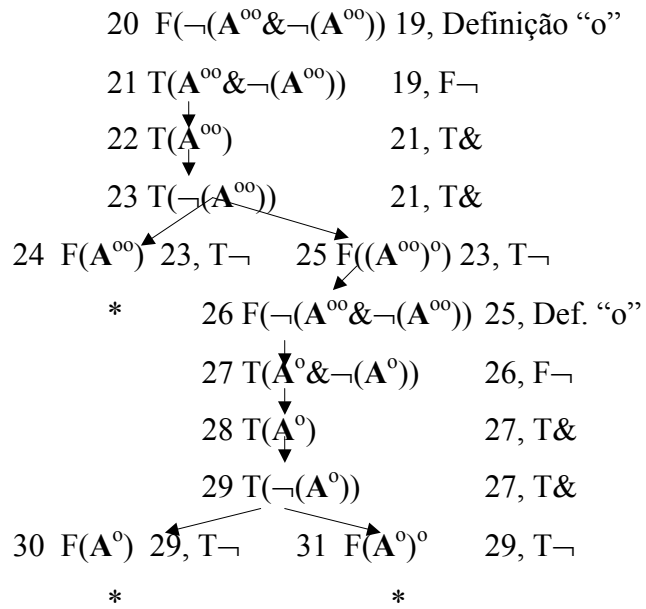 20 F(¬(A^oo&¬(A^oo)) 19, Definição “o”
21 T(A^oo&¬(A^oo)) 19, F¬
22 T(A^oo) 21, T&
23 T(¬(A^oo)) 21, T&
24 F(A^oo) 23, T¬ 25 F((A^oo)^o) 23, T¬
* 26 F(¬(A^oo&¬(A^oo)) 25, Def. “o”
27 T(A^o&¬(A^o)) 26, F¬
28 T(A^o) 27, T&
29 T(¬(A^o)) 27, T&
30 F(A^o) 29, T¬ 31 F(A^o)^o 29, T¬
* *